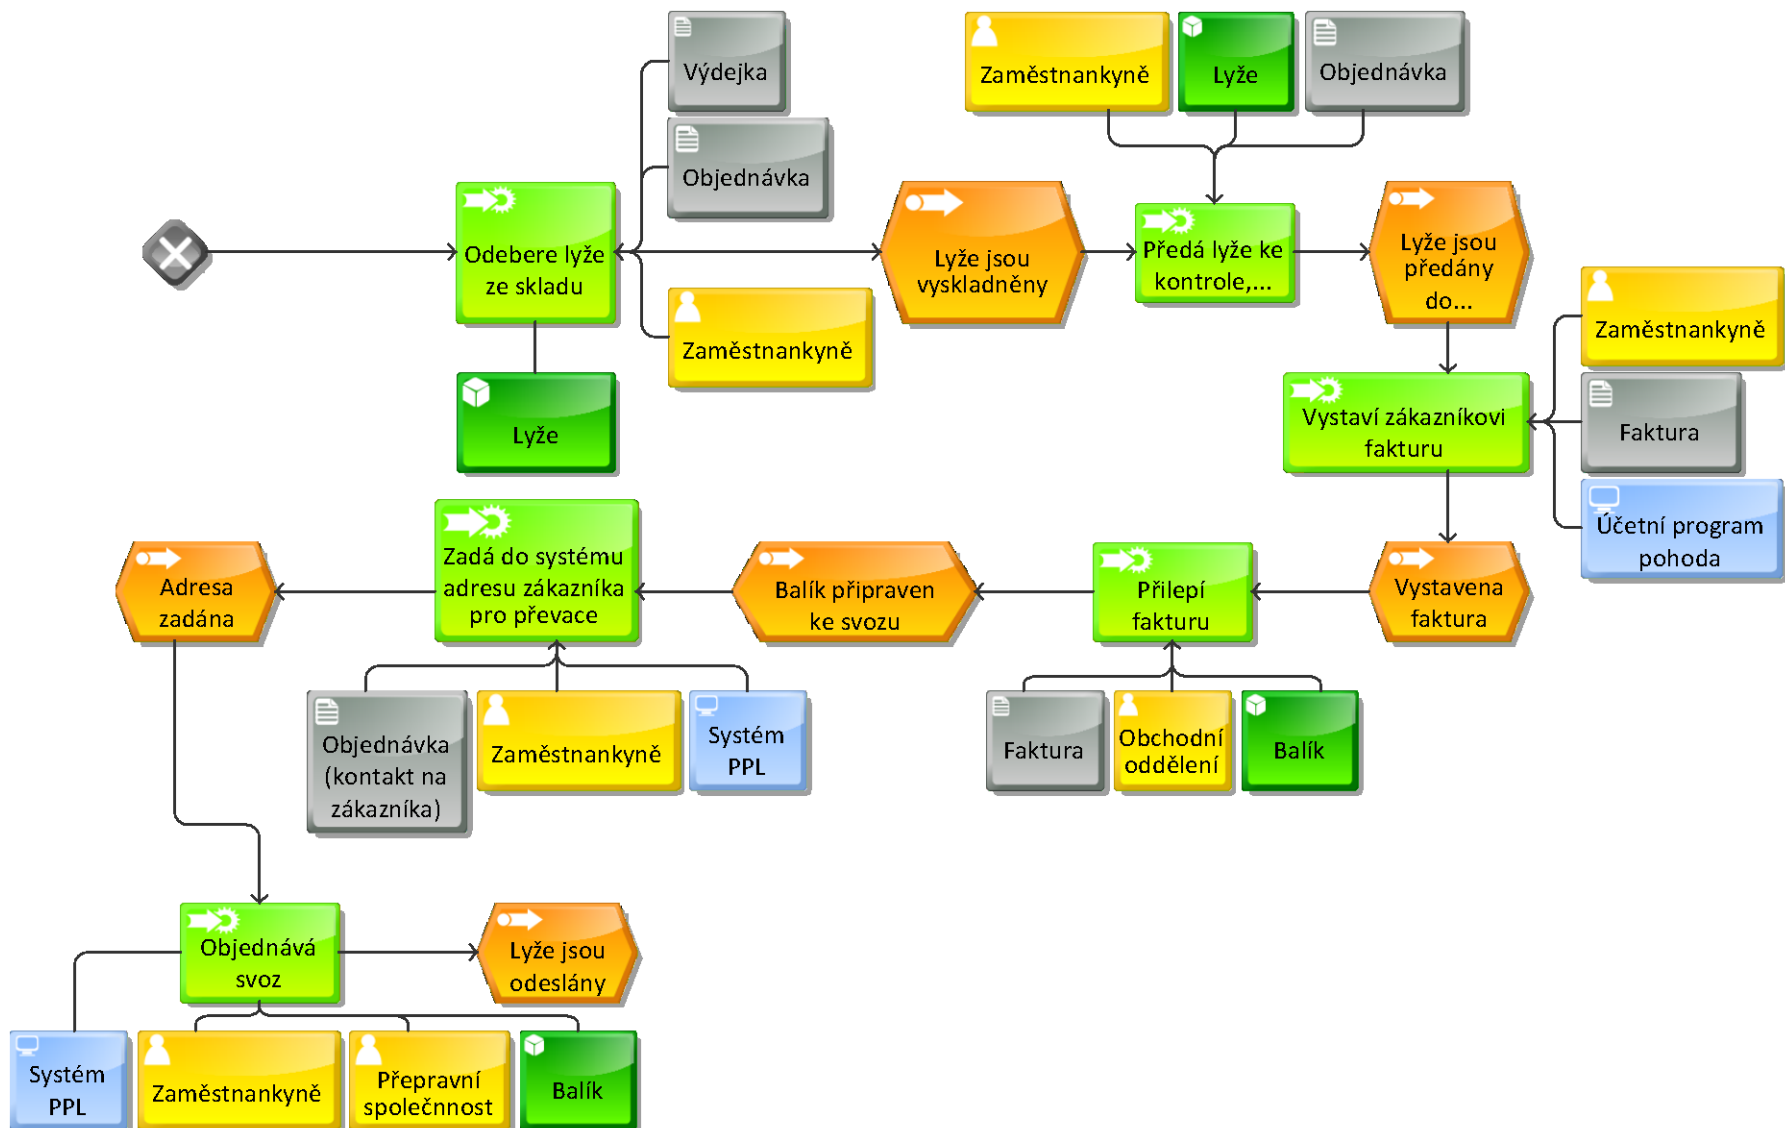 Výdejka
Objednávka
Zaměstnankyně
Lyže
Objednávka
Odebere lyže
ze skladu
Lyže jsou
vyskladněny
Předá lyže ke
kontrole,...
Lyže jsou
předány
do...
Zaměstnankyně
Lyže
Zaměstnankyně
Faktura
Účetní program
pohoda
Vystaví zákazníkovi
fakturu
Adresa
zadána
Zadá do systému
adresu zákazníka
pro převace
Balík připraven
ke svozu
Přilepí
fakturu
Vystavena
faktura
Objednávka
(kontakt na
zákazníka)
Zaměstnankyně
Systém
PPL
Faktura
Obchodní
oddělení
Balík
Objednává
svoz
Lyže jsou
odeslány
Systém
PPL
Zaměstnankyně
Přepravní
společnnost
Balík